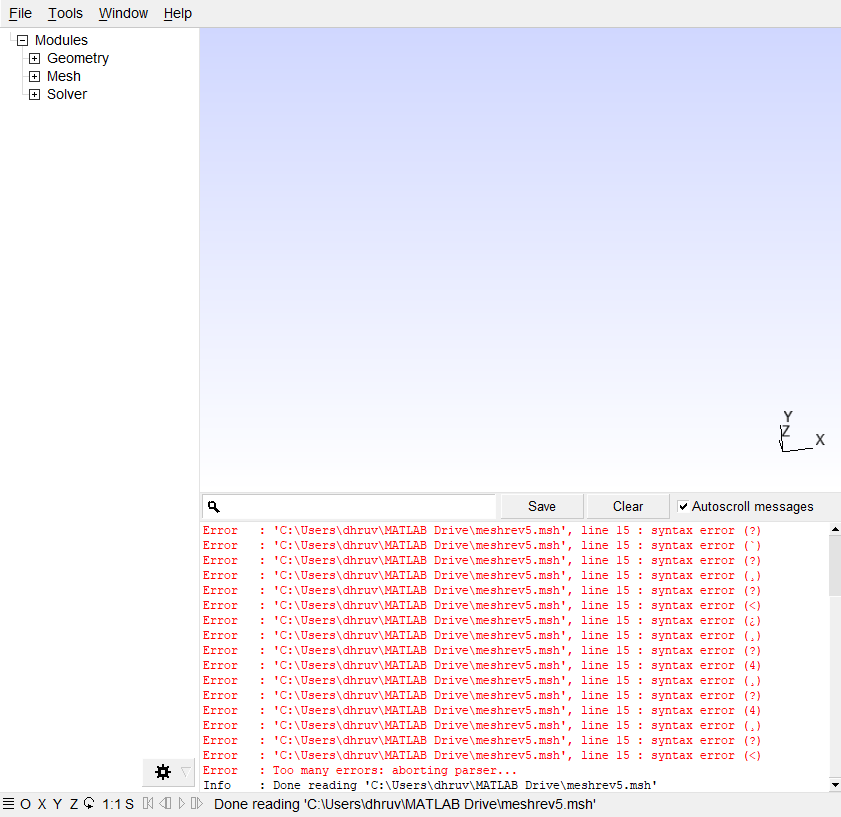 File Tools Window Help
Modules
Geometry
Mesh
Solver
Y
Z
X
Save Clear Autoscroll messages
Error   : 'C:\Users\dhruv\MATLAB Drive\meshrev5.msh', line 15 : syntax error (?)
Error   : 'C:\Users\dhruv\MATLAB Drive\meshrev5.msh', line 15 : syntax error (`)
Error   : 'C:\Users\dhruv\MATLAB Drive\meshrev5.msh', line 15 : syntax error (?)
Error   : 'C:\Users\dhruv\MATLAB Drive\meshrev5.msh', line 15 : syntax error (¸)
Error   : 'C:\Users\dhruv\MATLAB Drive\meshrev5.msh', line 15 : syntax error (?)
Error   : 'C:\Users\dhruv\MATLAB Drive\meshrev5.msh', line 15 : syntax error (<)
Error   : 'C:\Users\dhruv\MATLAB Drive\meshrev5.msh', line 15 : syntax error (¿)
Error   : 'C:\Users\dhruv\MATLAB Drive\meshrev5.msh', line 15 : syntax error (¸)
Error   : 'C:\Users\dhruv\MATLAB Drive\meshrev5.msh', line 15 : syntax error (?)
Error   : 'C:\Users\dhruv\MATLAB Drive\meshrev5.msh', line 15 : syntax error (4)
Error   : 'C:\Users\dhruv\MATLAB Drive\meshrev5.msh', line 15 : syntax error (¸)
Error   : 'C:\Users\dhruv\MATLAB Drive\meshrev5.msh', line 15 : syntax error (?)
Error   : 'C:\Users\dhruv\MATLAB Drive\meshrev5.msh', line 15 : syntax error (4)
Error   : 'C:\Users\dhruv\MATLAB Drive\meshrev5.msh', line 15 : syntax error (¸)
Error   : 'C:\Users\dhruv\MATLAB Drive\meshrev5.msh', line 15 : syntax error (?)
Error   : 'C:\Users\dhruv\MATLAB Drive\meshrev5.msh', line 15 : syntax error (<)
Error   : Too many errors: aborting parser...
Info    : Done reading 'C:\Users\dhruv\MATLAB Drive\meshrev5.msh'
O X Y Z 1:1 S Done reading 'C:\Users\dhruv\MATLAB Drive\meshrev5.msh'